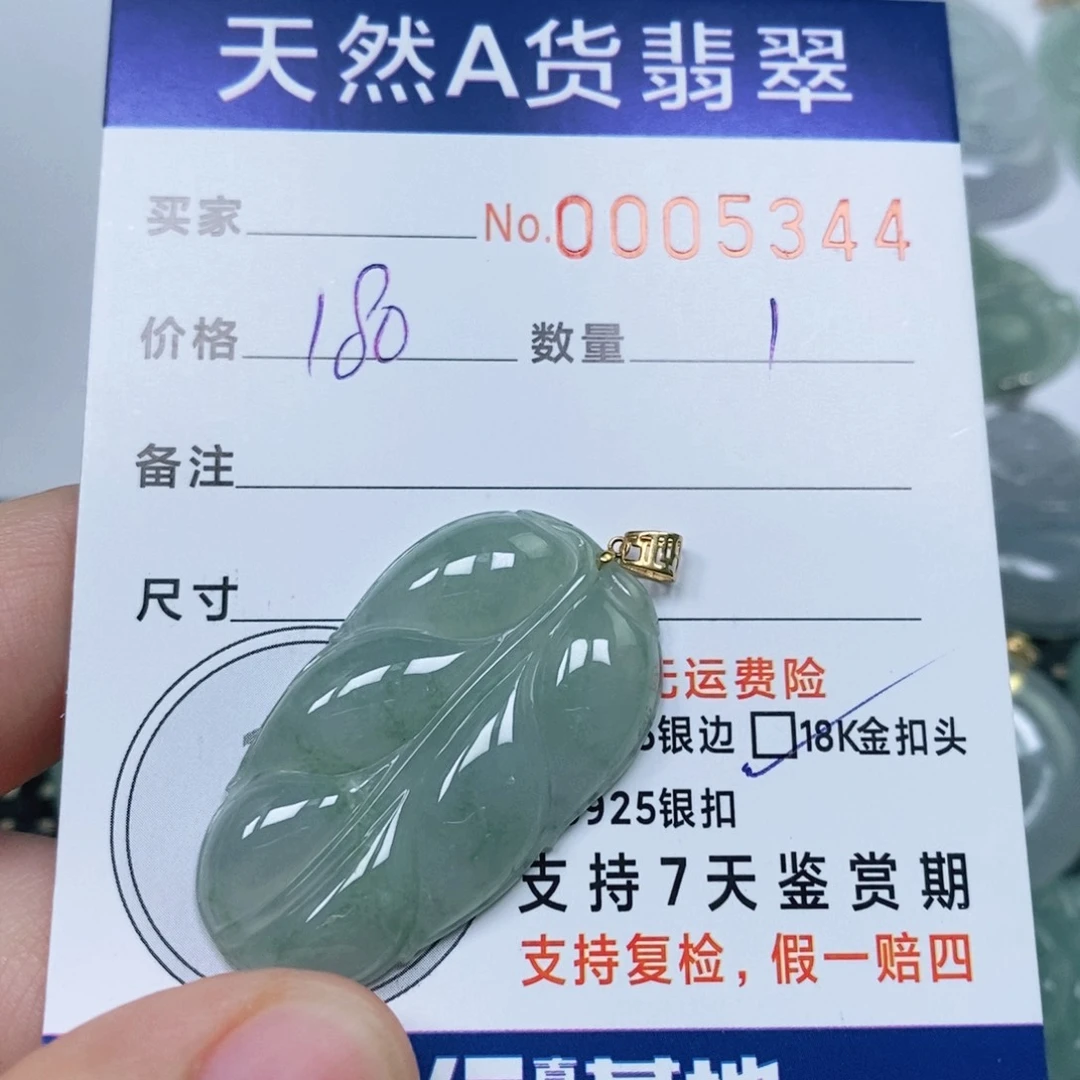 天然A货翡翠
买家 No.0005344
价格 180 数量 1
备注
尺寸
运费险
银边 18K金扣头
925银扣
支持7天鉴赏期
支持复检，假一赔四